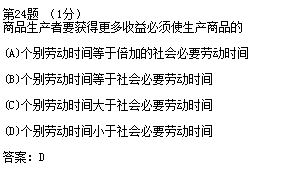 第24题 (1分)
商品生产者要获得更多收益必须使生产商品的
(A)个别劳动时间等于倍加的社会必要劳动时间
(B)个别劳动时间等于社会必要劳动时间
(C)个别劳动时间大于社会必要劳动时间
(D)个别劳动时间小于社会必要劳动时间
答案：D